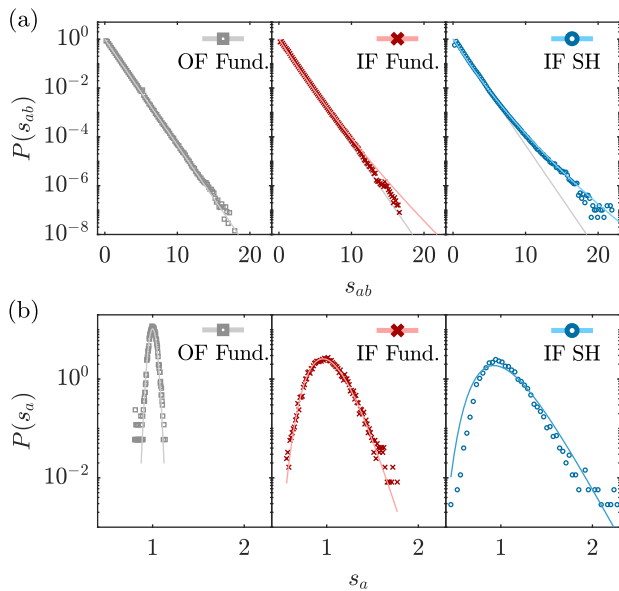 (a)
P(s_ab)
10^0
10^-2
10^-4
10^-6
10^-8
OF Fund.
IF Fund.
IF SH
0 10 20 0 10 20 0 10 20
s_ab
(b)
P(s_a)
10^0
10^-2
OF Fund.
IF Fund.
IF SH
1 2 1 2 1 2
s_a